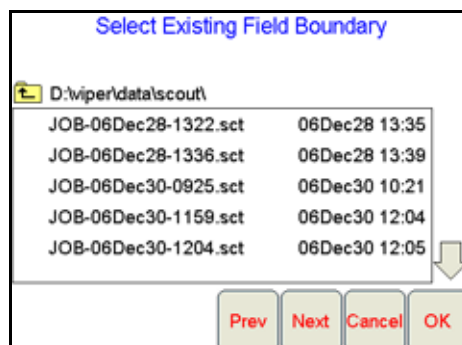 Select Existing Field Boundary
D:\viper\data\scout\
JOB-06Dec28-1322.sct 06Dec28 13:35
JOB-06Dec28-1336.sct 06Dec28 13:39
JOB-06Dec30-0925.sct 06Dec30 10:21
JOB-06Dec30-1159.sct 06Dec30 12:04
JOB-06Dec30-1204.sct 06Dec30 12:05
Prev Next Cancel OK